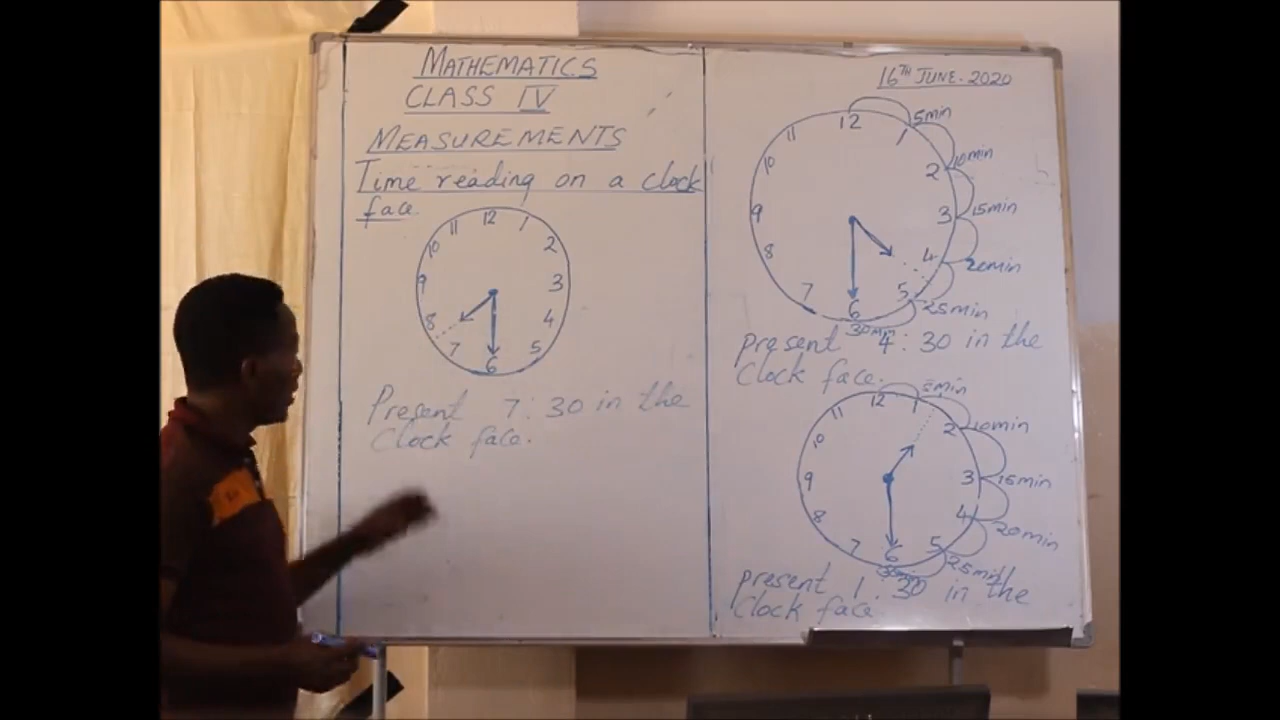 MATHEMATICS
CLASS IV
MEASUREMENTS
Time reading on a clock
face.
12
11
1
10
2
9
3
8
4
7
5
6
Present 7:30 in the
Clock face.
16TH JUNE. 2020
12
5min
11
1
10min
10
2
9
3
15min
8
4
20min
7
5
25min
6
30min
present 4:30 in the
Clock face.
12
5min
11
1
10
2
10min
9
3
15min
8
4
20min
7
5
25min
6
30min
present 1:30 in the
Clock face.